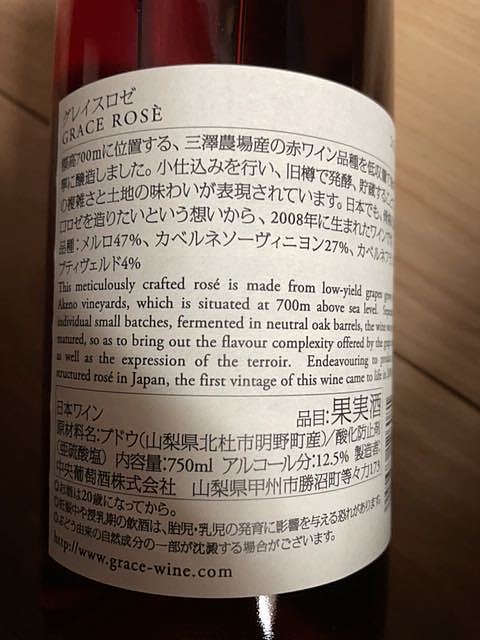 グレイスロゼ
GRACE ROSÈ
標高700mに位置する、三澤農場産の赤ワイン品種を低収量で
寧に醸造しました。小仕込みを行い、旧樽で発酵、貯蔵すること
の複雑さと土地の味わいが表現されています。日本でも、
口ロゼを造りたいという想いから、2008年に生まれたワイン
品種:メルロ47%、カベルネソーヴィニヨン27%、カベルネフラ
プティヴェルド4%
This meticulously crafted rosé is made from low-yield grapes grow
Akeno vineyards, which is situated at 700m above sea level.
individual small batches, fermented in neutral oak barrels, the wine
matured, so as to bring out the flavour complexity offered by the grap
as well as the expression of the terroir. Endeavouring to produ
structured rosé in Japan, the first vintage of this wine came to life in
日本ワイン 品目:果実酒
原材料名:ブドウ(山梨県北杜市明野町産)/酸化防止剤
(亜硫酸塩) 内容量:750ml アルコール分:12.5% 製造者:
中央葡萄酒株式会社 山梨県甲州市勝沼町等々力173
お酒は20歳になってから。
妊娠中や授乳期の飲酒は、胎児・乳児の発育に影響を与える恐れがあります。
ぶどう由来の自然成分の一部が沈澱する場合がございます。
http://www.grace-wine.com